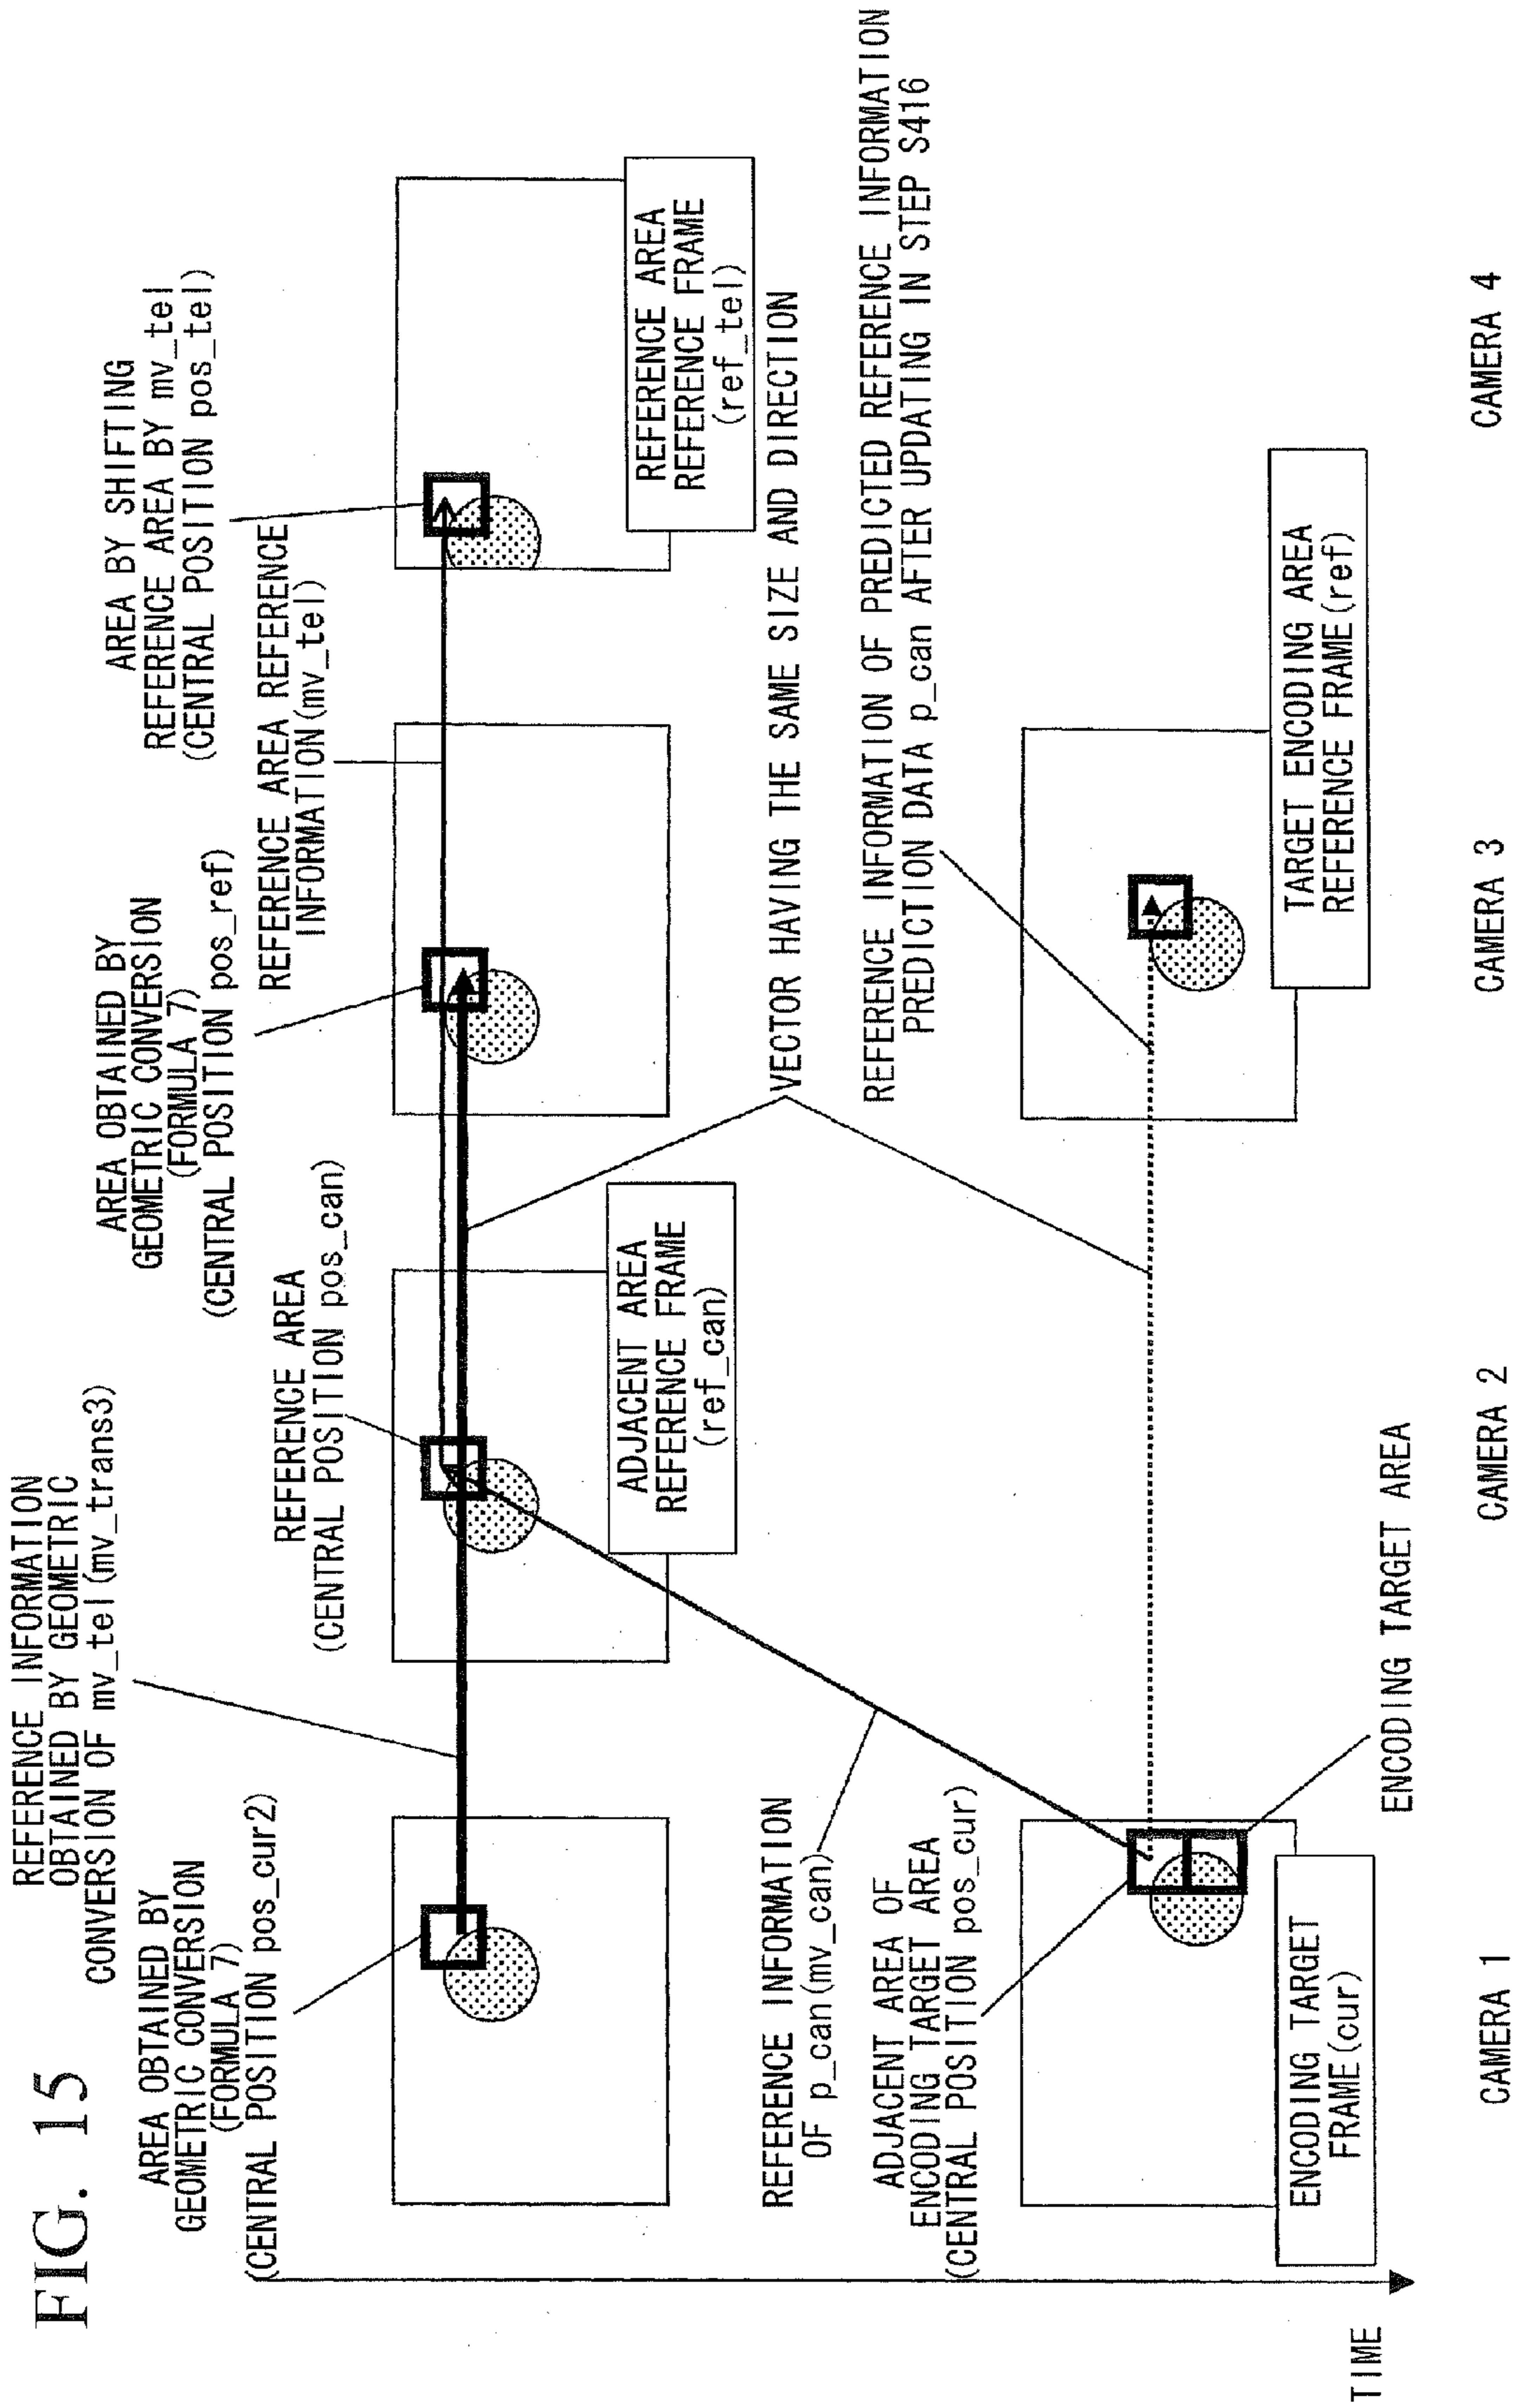 FIG. 15
REFERENCE INFORMATION
OBTAINED BY GEOMETRIC
CONVERSION OF mv_tel(mv_trans3)
AREA OBTAINED BY
GEOMETRIC CONVERSION
(FORMULA 7)
(CENTRAL POSITION pos_cur2)
REFERENCE AREA
(CENTRAL POSITION pos_can)
AREA OBTAINED BY
GEOMETRIC CONVERSION
(FORMULA 7)
(CENTRAL POSITION pos_ref)
REFERENCE AREA REFERENCE
INFORMATION(mv_tel)
AREA BY SHIFTING
REFERENCE AREA BY mv_tel
(CENTRAL POSITION pos_tel)
ADJACENT AREA
REFERENCE FRAME
(ref_can)
REFERENCE AREA
REFERENCE FRAME
(ref_tel)
VECTOR HAVING THE SAME SIZE AND DIRECTION
REFERENCE INFORMATION
OF p_can(mv_can)
REFERENCE INFORMATION OF PREDICTED REFERENCE INFORMATION
PREDICTION DATA p_can AFTER UPDATING IN STEP S416
ADJACENT AREA OF
ENCODING TARGET AREA
(CENTRAL POSITION pos_cur)
ENCODING TARGET
FRAME(cur)
ENCODING TARGET AREA
TARGET ENCODING AREA
REFERENCE FRAME(ref)
TIME
CAMERA 1
CAMERA 2
CAMERA 3
CAMERA 4